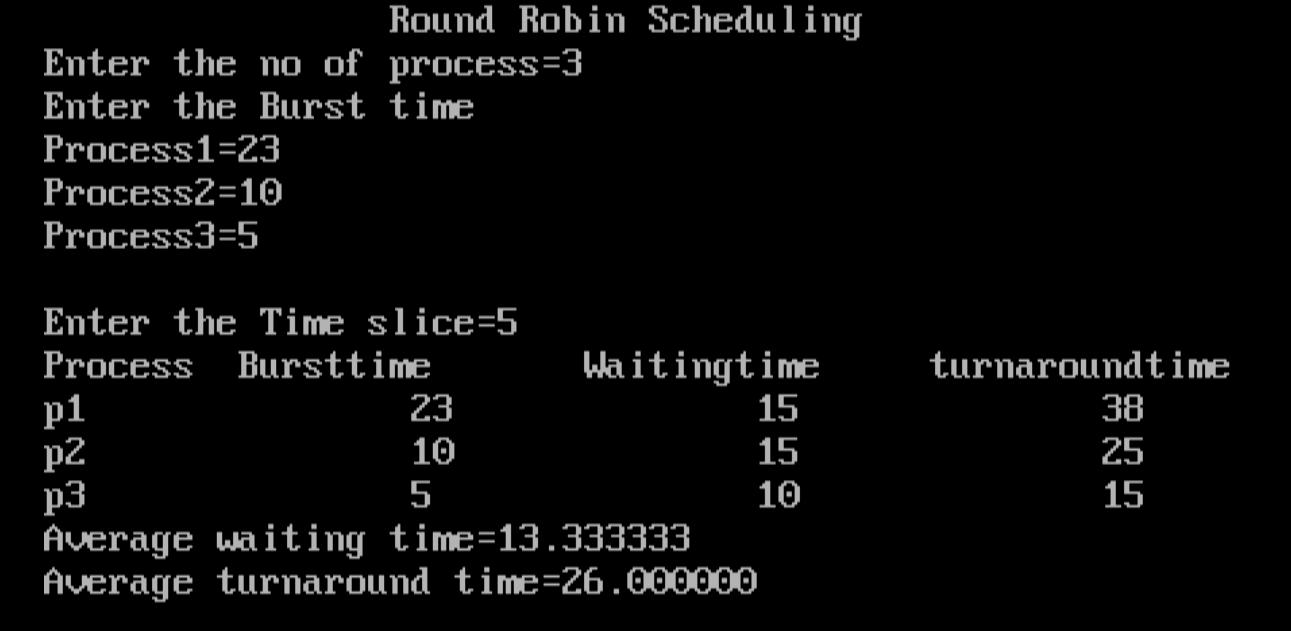 Round Robin Scheduling
Enter the no of process=3
Enter the Burst time
Process1=23
Process2=10
Process3=5
Enter the Time slice=5
Process Bursttime Waitingtime turnaroundtime
p1 23 15 38
p2 10 15 25
p3 5 10 15
Average waiting time=13.333333
Average turnaround time=26.000000